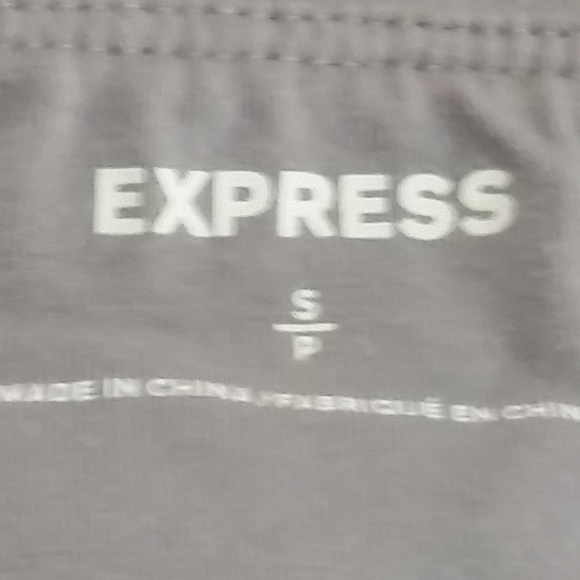 EXPRESS
S
P
MADE IN CHINA/FABRIQUÉ EN CHIN